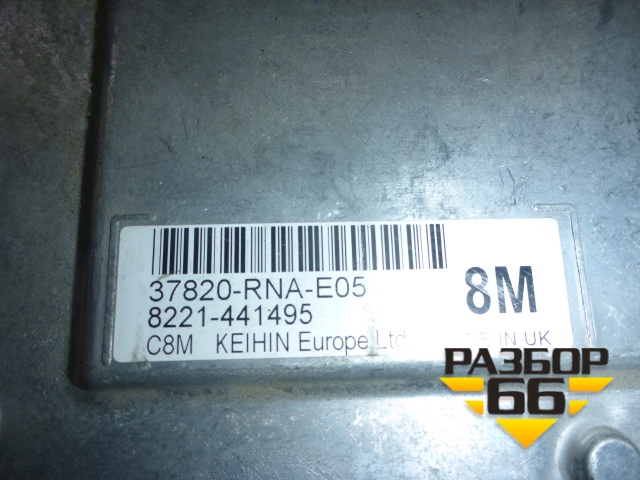 37820-RNA-E05
8M
8221-441495
C8M KEIHIN Europe Ltd IN UK
РАЗБОР
66